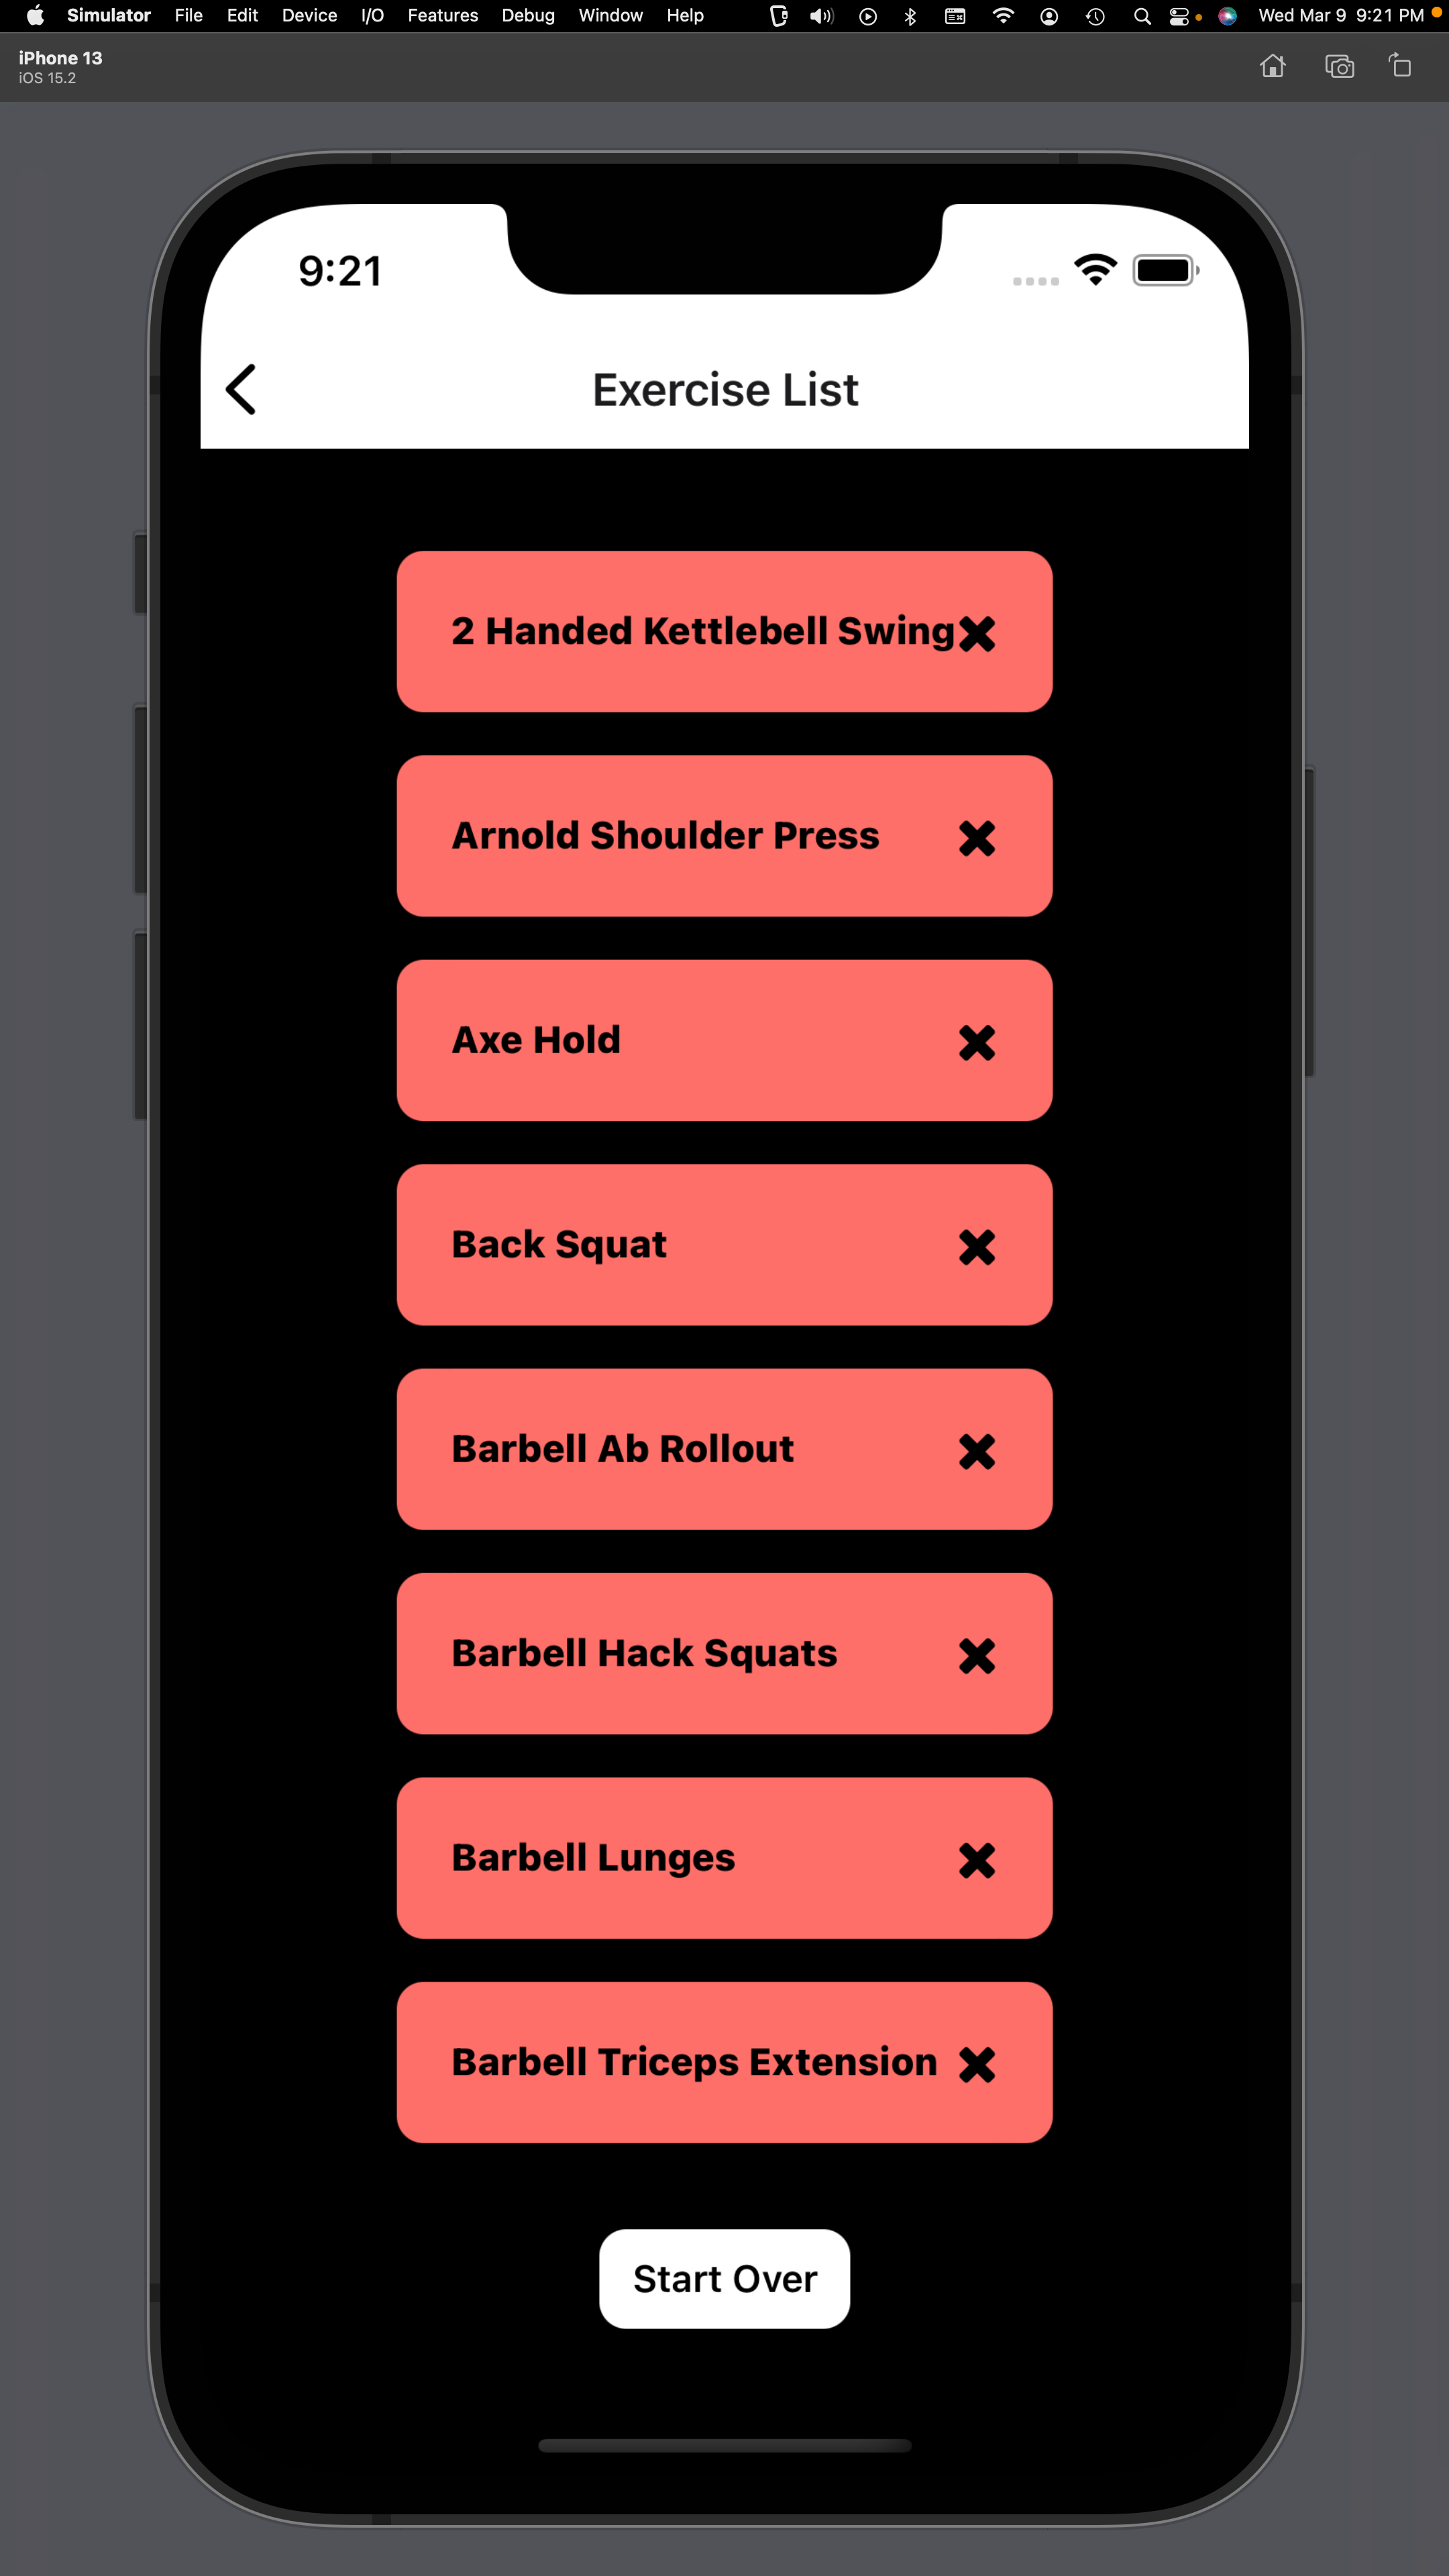 Simulator File Edit Device I/O Features Debug Window Help Wed Mar 9 9:21 PM
iPhone 13
iOS 15.2
9:21
Exercise List
2 Handed Kettlebell Swing
Arnold Shoulder Press
Axe Hold
Back Squat
Barbell Ab Rollout
Barbell Hack Squats
Barbell Lunges
Barbell Triceps Extension
Start Over